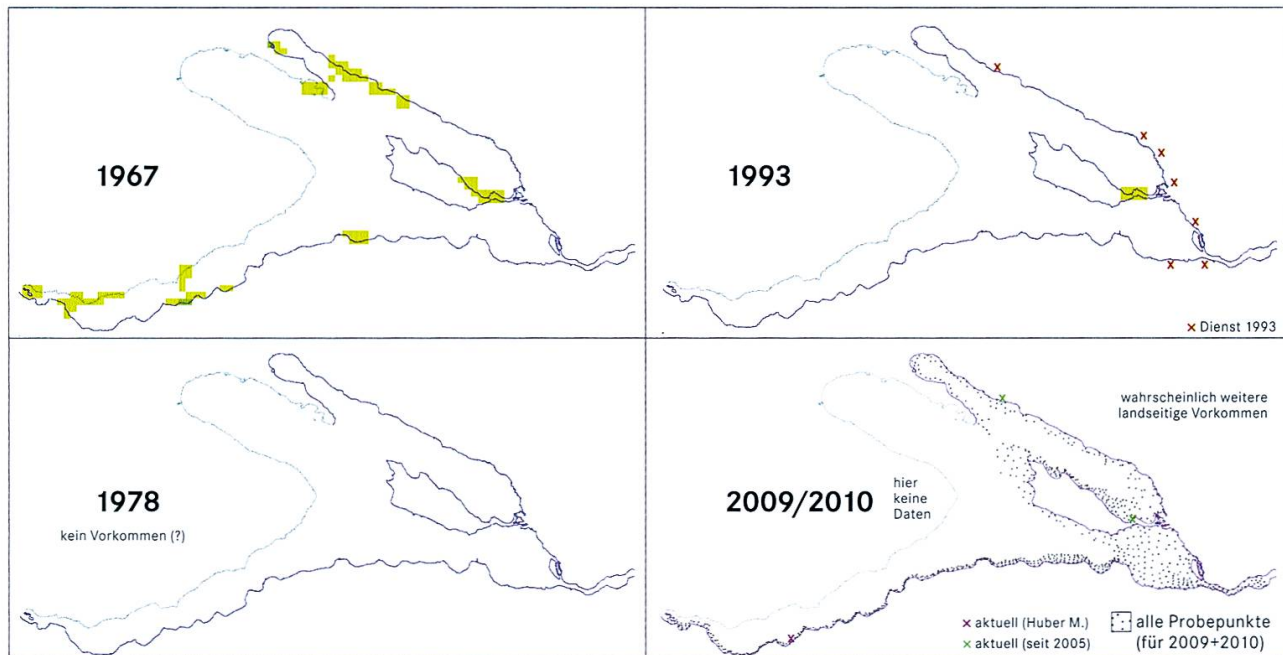 1967
1993
× Dienst 1993
1978
kein Vorkommen (?)
wahrscheinlich weitere
landseitige Vorkommen
2009/2010
hier
keine
Daten
× aktuell (Huber M.)
× aktuell (seit 2005)
alle Probepunkte
(für 2009+2010)